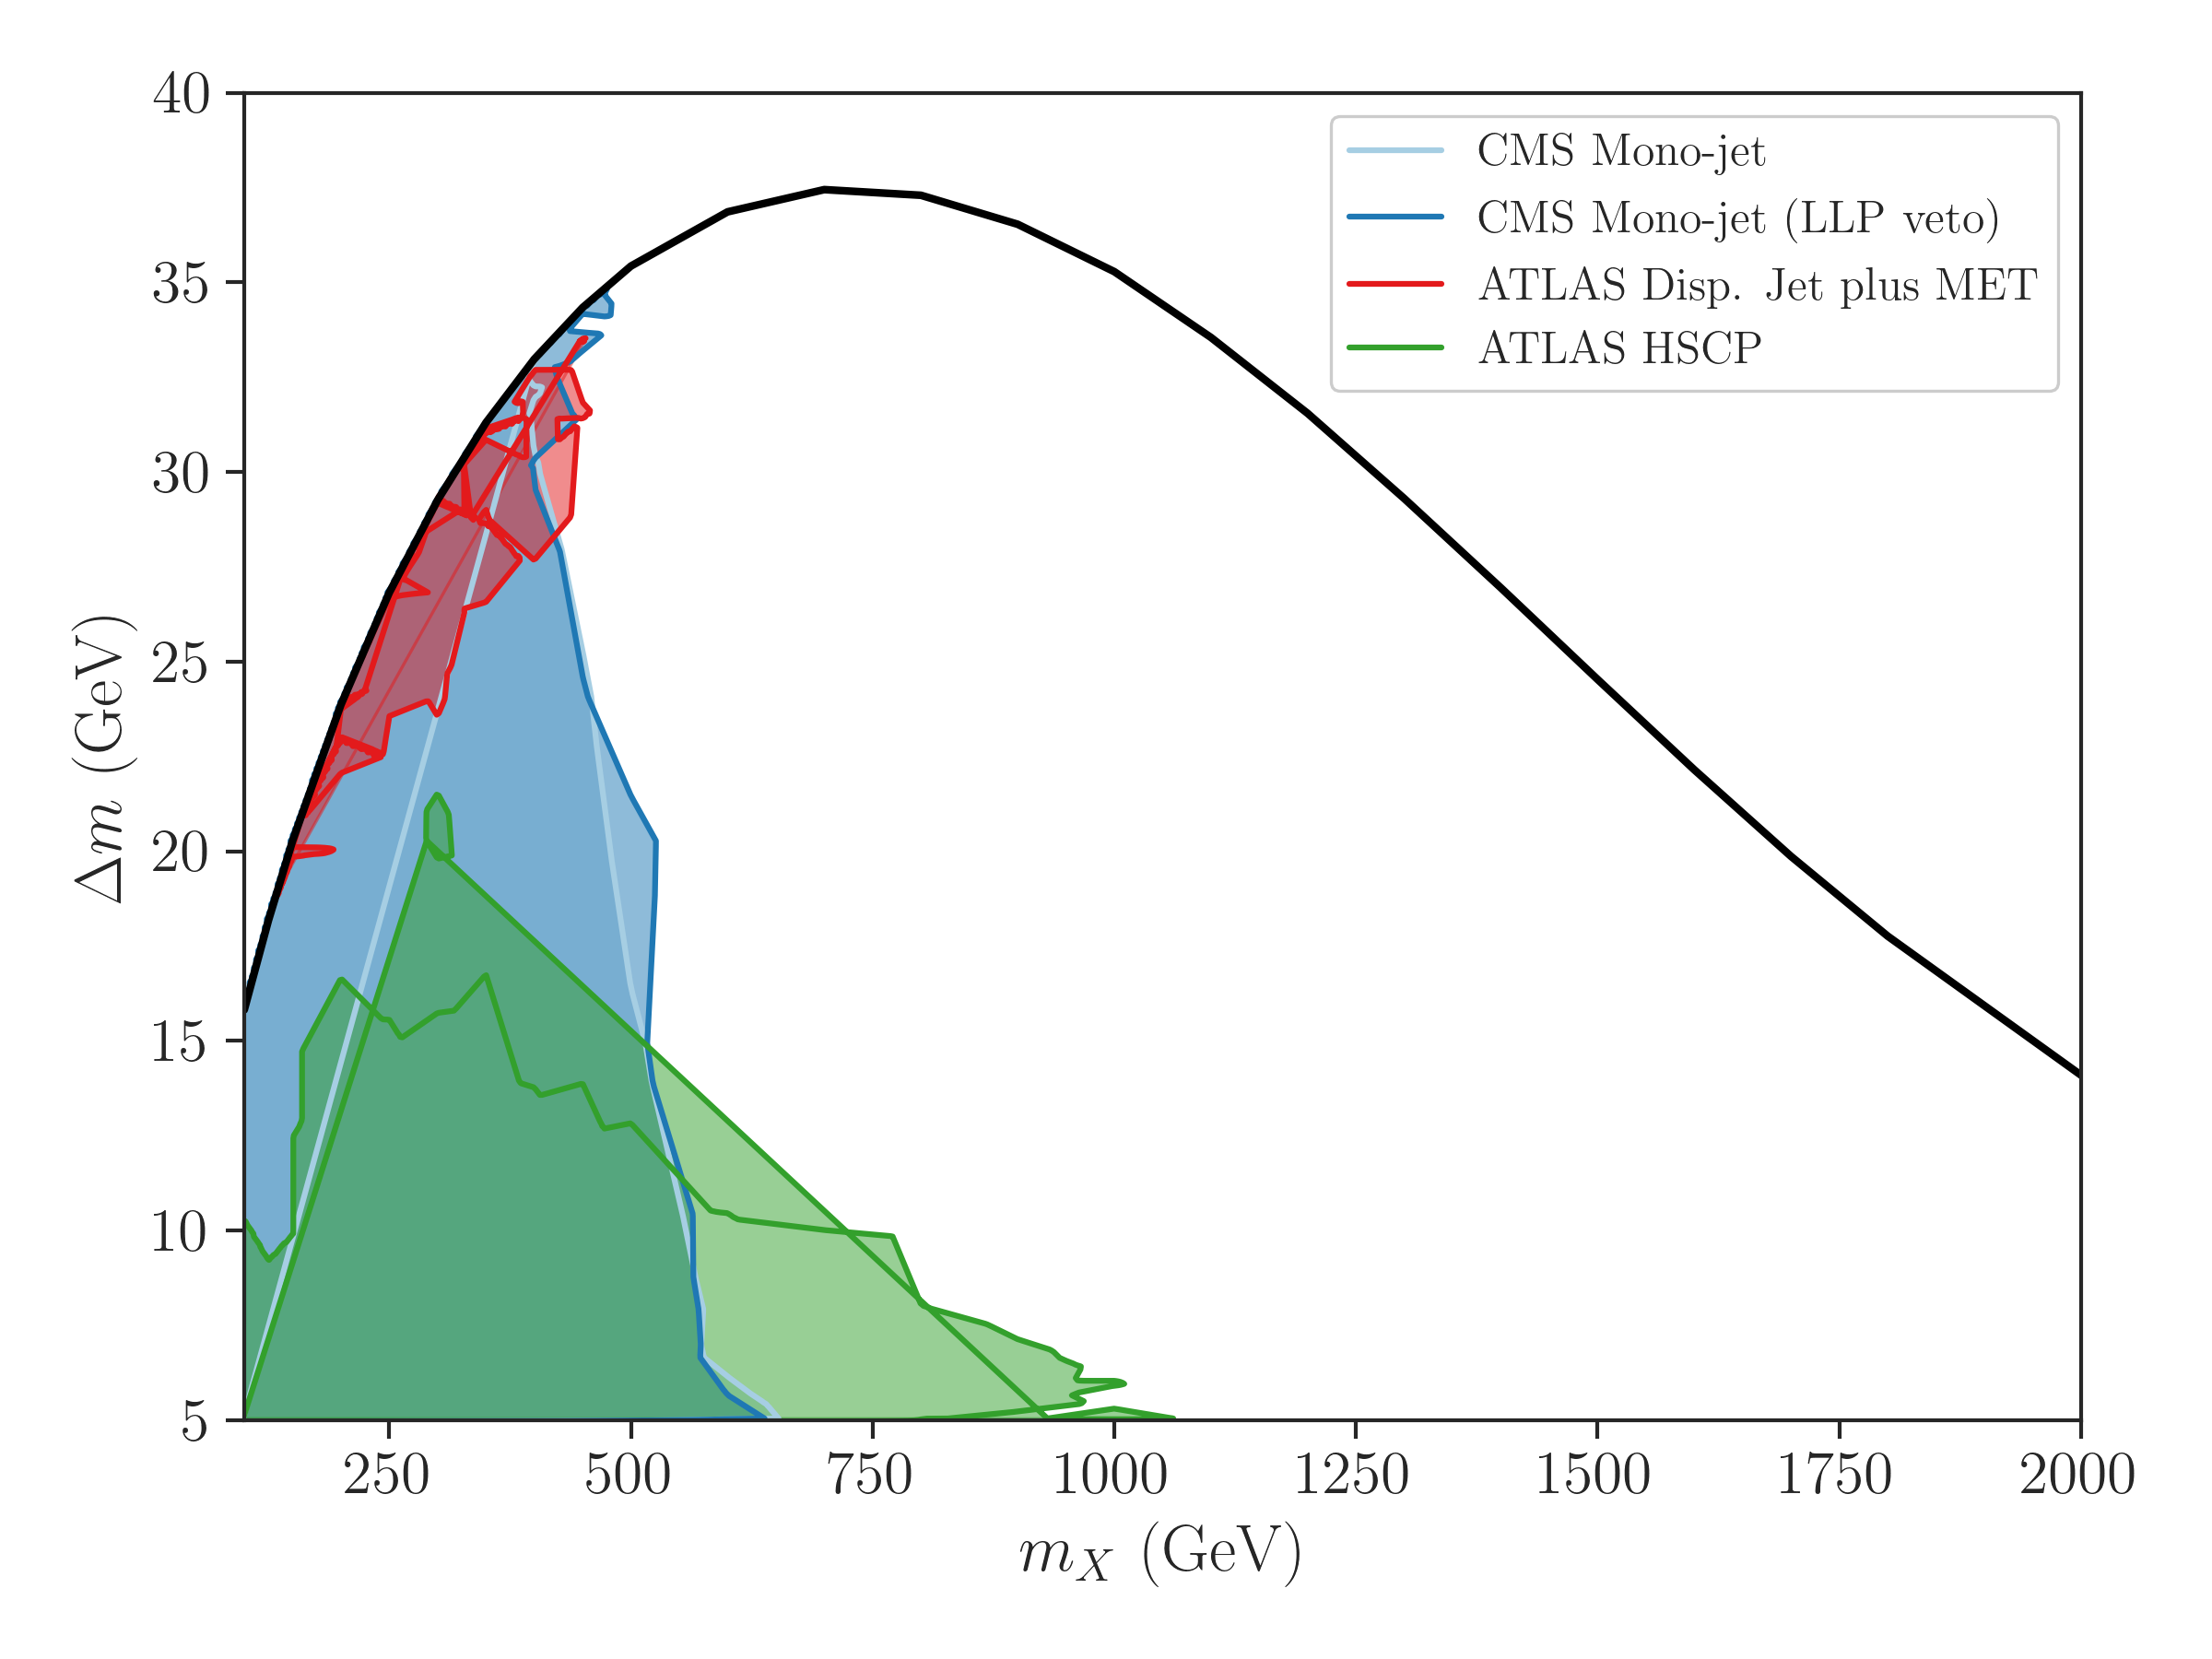 40
35
30
25
20
15
10
5
Δm (GeV)
CMS Mono-jet
CMS Mono-jet (LLP veto)
ATLAS Disp. Jet plus MET
ATLAS HSCP
250 500 750 1000 1250 1500 1750 2000
m_X (GeV)